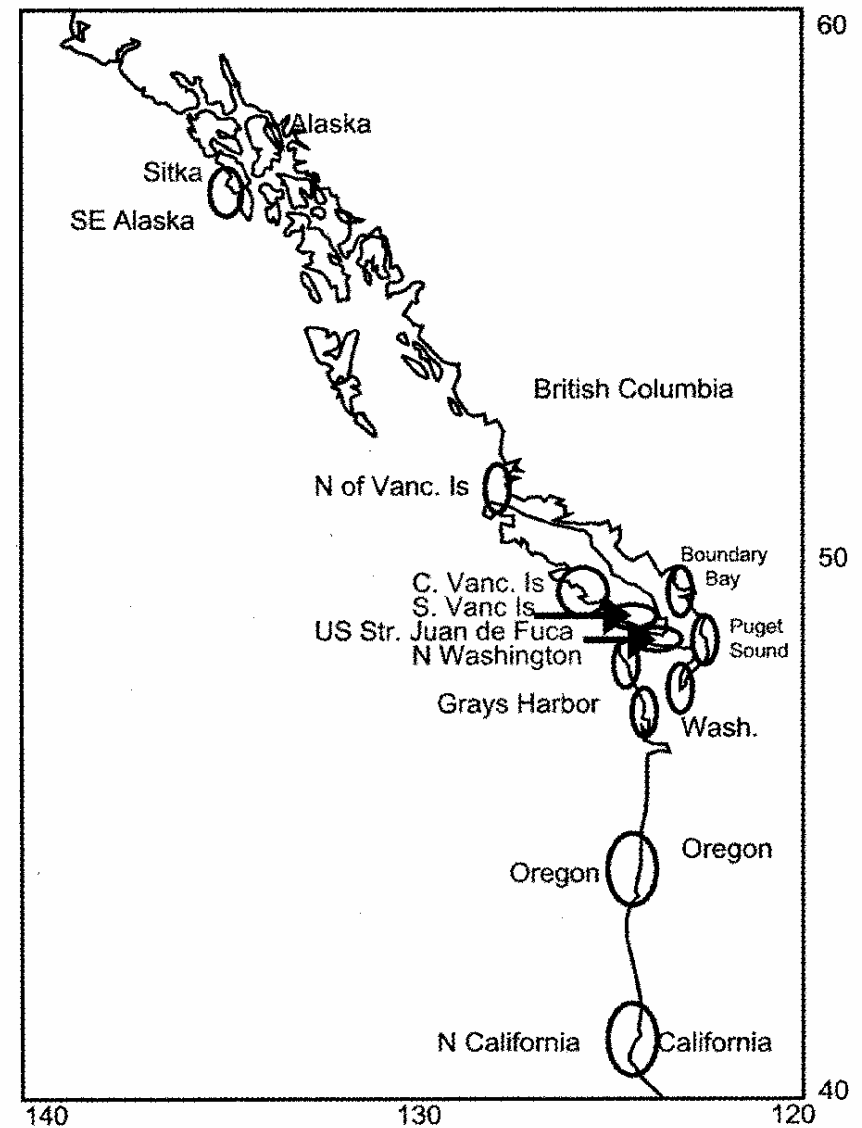 60
Alaska
Sitka
SE Alaska
British Columbia
N of Vanc. Is
50
Boundary
Bay
C. Vanc. Is
S. Vanc Is
US Str. Juan de Fuca
Puget
Sound
N Washington
Grays Harbor
Wash.
Oregon
Oregon
N California
California
40
140
130
120